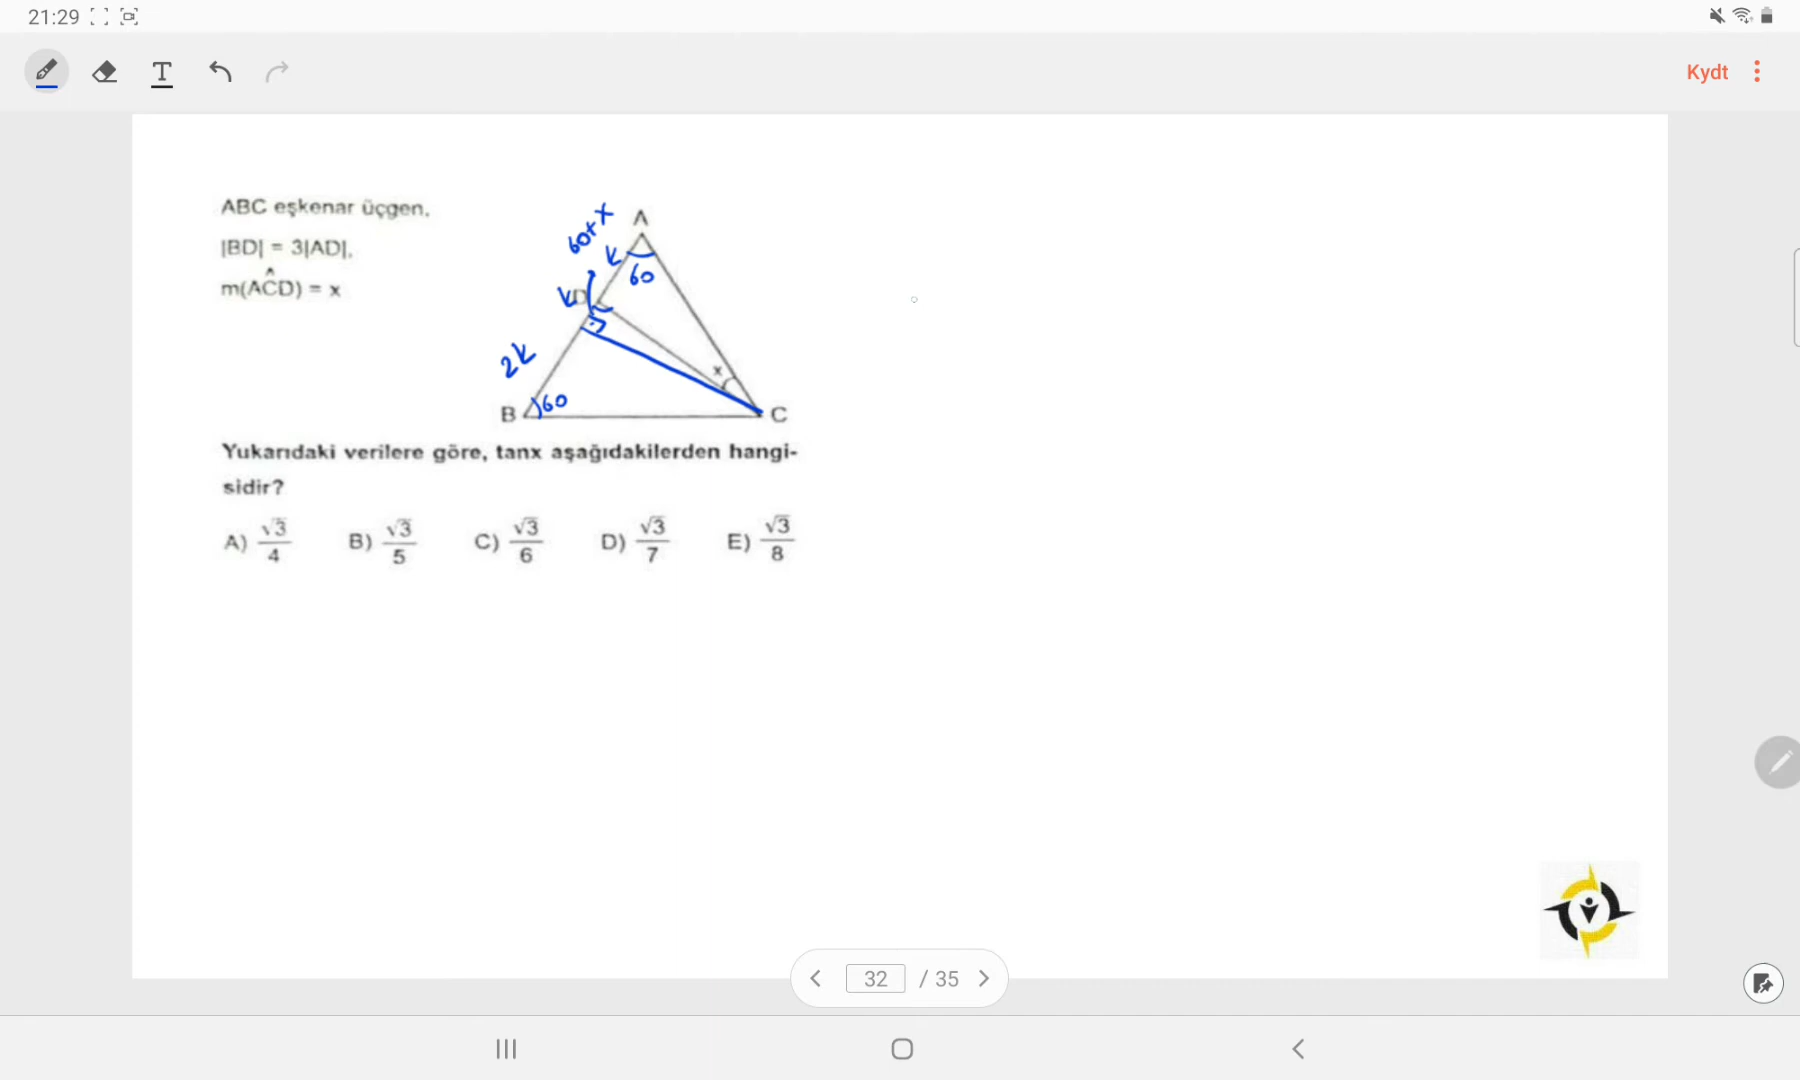 21:29
T
Kydt
ABC eşkenar üçgen,
|BD| = 3|AD|,
m(AĈD) = x
60+x
A
K
60
K
D
2K
x
B
60
C
Yukarıdaki verilere göre, tanx aşağıdakilerden hangi-
sidir?
A) √3/4 B) √3/5 C) √3/6 D) √3/7 E) √3/8
32 / 35